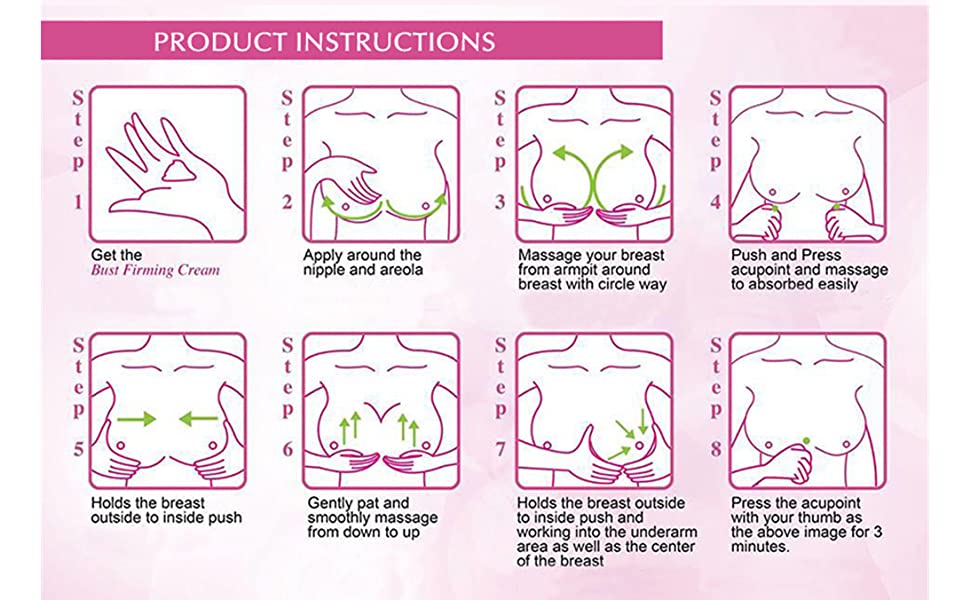 PRODUCT INSTRUCTIONS
Step 1
Get the
Bust Firming Cream
Step 2
Apply around the
nipple and areola
Step 3
Massage your breast
from armpit around
breast with circle way
Step 4
Push and Press
acupoint and massage
to absorbed easily
Step 5
Holds the breast
outside to inside push
Step 6
Gently pat and
smoothly massage
from down to up
Step 7
Holds the breast outside
to inside push and
working into the underarm
area as well as the center
of the breast
Step 8
Press the acupoint
with your thumb as
the above image for 3
minutes.